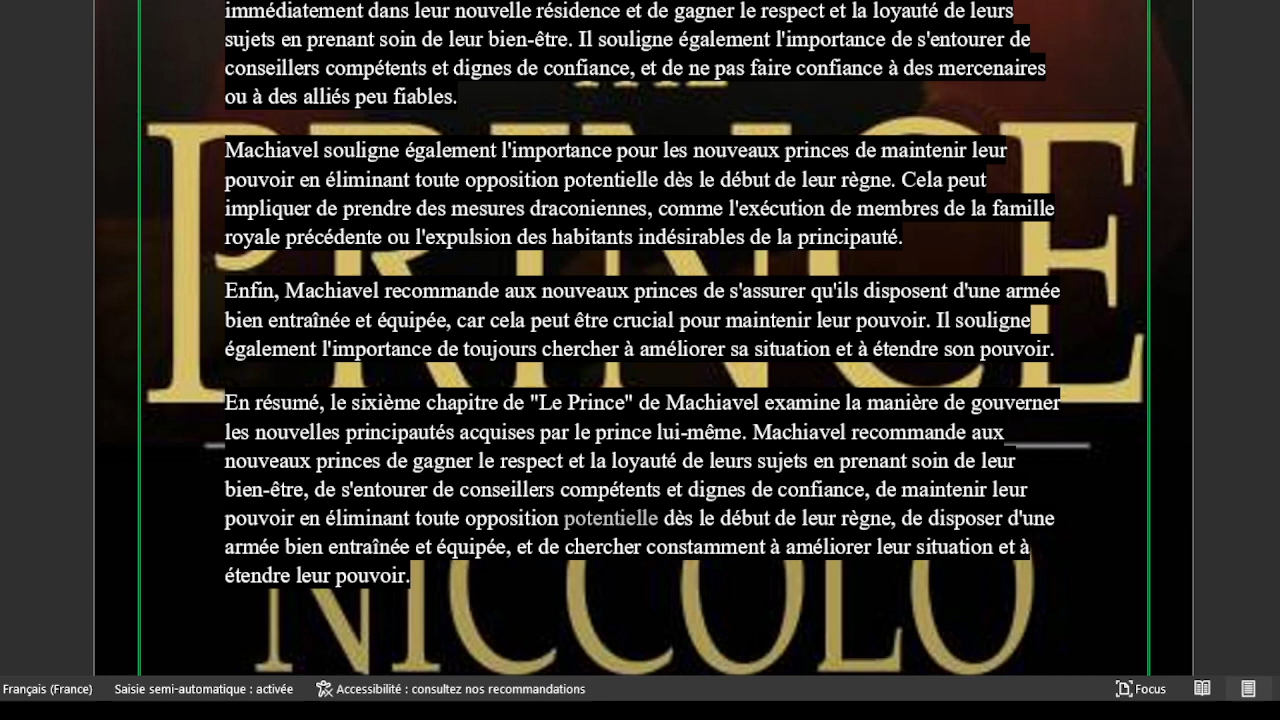 immédiatement dans leur nouvelle résidence et de gagner le respect et la loyauté de leurs
sujets en prenant soin de leur bien-être. Il souligne également l'importance de s'entourer de
conseillers compétents et dignes de confiance, et de ne pas faire confiance à des mercenaires
ou à des alliés peu fiables.
Machiavel souligne également l'importance pour les nouveaux princes de maintenir leur
pouvoir en éliminant toute opposition potentielle dès le début de leur règne. Cela peut
impliquer de prendre des mesures draconiennes, comme l'exécution de membres de la famille
royale précédente ou l'expulsion des habitants indésirables de la principauté.
PRINCE
Enfin, Machiavel recommande aux nouveaux princes de s'assurer qu'ils disposent d'une armée
bien entraînée et équipée, car cela peut être crucial pour maintenir leur pouvoir. Il souligne
également l'importance de toujours chercher à améliorer sa situation et à étendre son pouvoir.
En résumé, le sixième chapitre de "Le Prince" de Machiavel examine la manière de gouverner
les nouvelles principautés acquises par le prince lui-même. Machiavel recommande aux
nouveaux princes de gagner le respect et la loyauté de leurs sujets en prenant soin de leur
bien-être, de s'entourer de conseillers compétents et dignes de confiance, de maintenir leur
pouvoir en éliminant toute opposition potentielle dès le début de leur règne, de disposer d'une
armée bien entraînée et équipée, et de chercher constamment à améliorer leur situation et à
étendre leur pouvoir.
NICCOLO
Français (France) Saisie semi-automatique : activée Accessibilité : consultez nos recommandations Focus